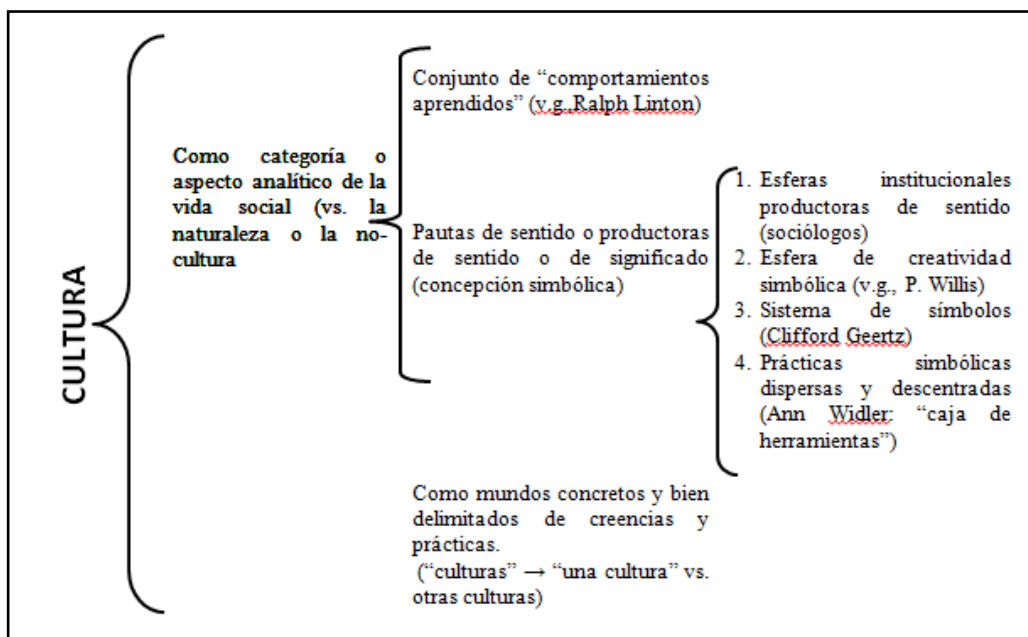 CULTURA
Como categoría o
aspecto analítico de la
vida social (vs. la
naturaleza o la no-
cultura
Conjunto de “comportamientos
aprendidos” (v.g.,Ralph Linton)
Pautas de sentido o productoras
de sentido o de significado
(concepción simbólica)
1. Esferas institucionales
productoras de sentido
(sociólogos)
2. Esfera de creatividad
simbólica (v.g., P. Willis)
3. Sistema de símbolos
(Clifford Geertz)
4. Prácticas simbólicas
dispersas y descentradas
(Ann Widler: “caja de
herramientas”)
Como mundos concretos y bien
delimitados de creencias y
prácticas.
(“culturas” → “una cultura” vs.
otras culturas)